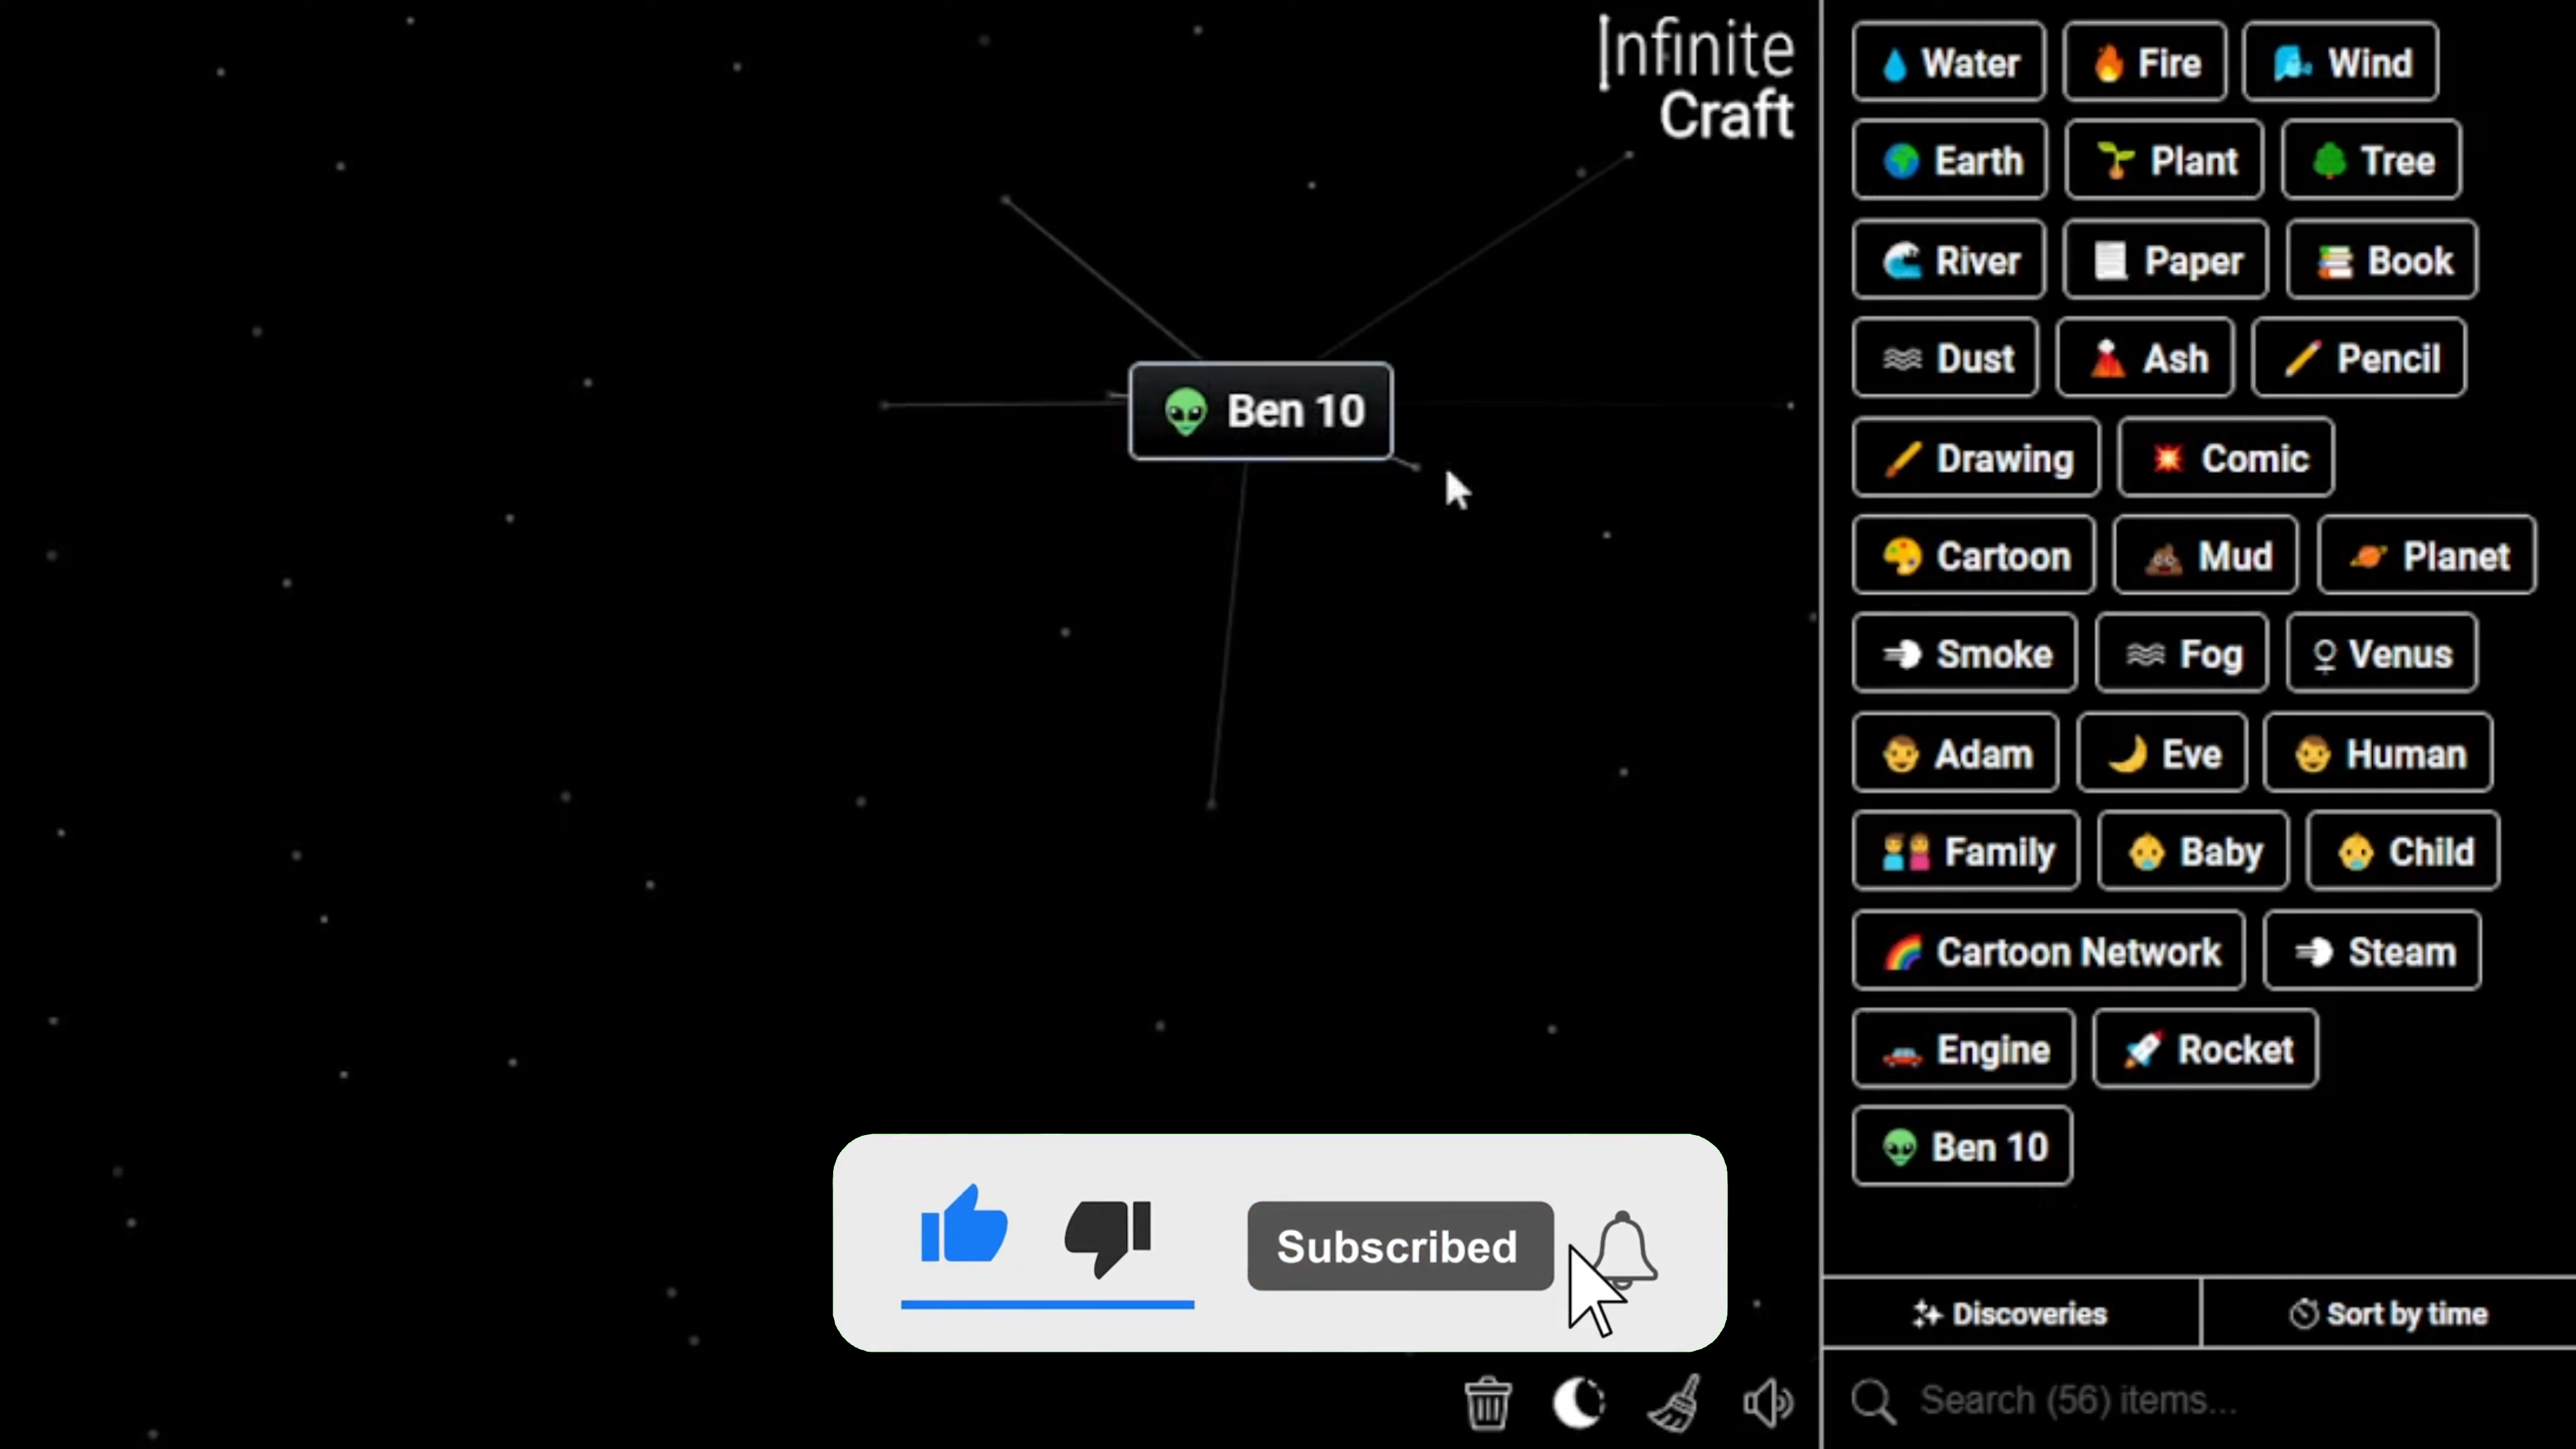 Infinite
Craft
Water Fire Wind
Earth Plant Tree
River Paper Book
Dust Ash Pencil
Drawing Comic
Cartoon Mud Planet
Smoke Fog Venus
Adam Eve Human
Family Baby Child
Cartoon Network Steam
Engine Rocket
Ben 10
Ben 10
Subscribed
Discoveries Sort by time
Search (56) items...